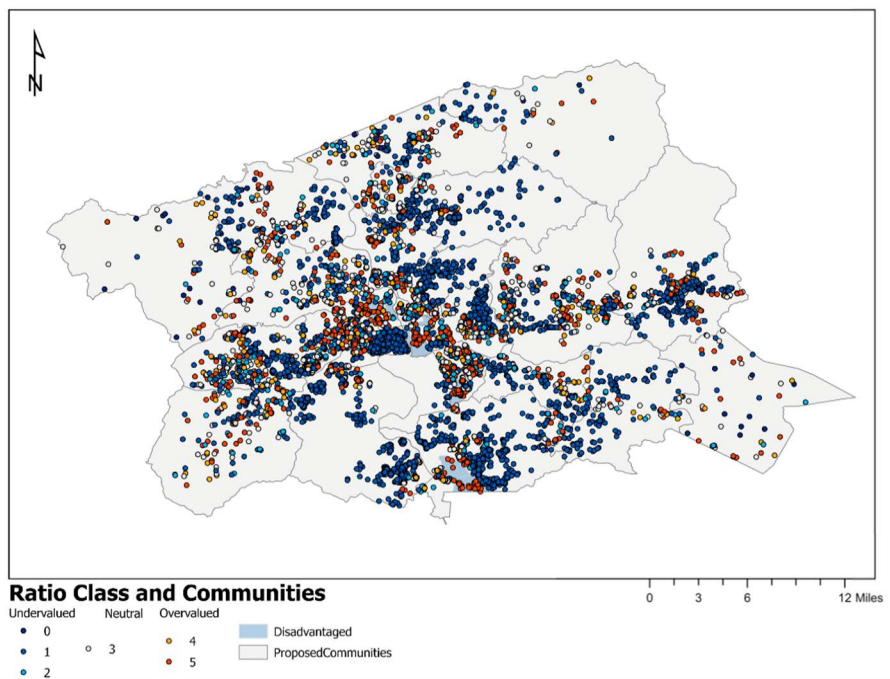 N
Ratio Class and Communities
0 3 6 12 Miles
Undervalued Neutral Overvalued
0
1
2
3
4
5
Disadvantaged
ProposedCommunities